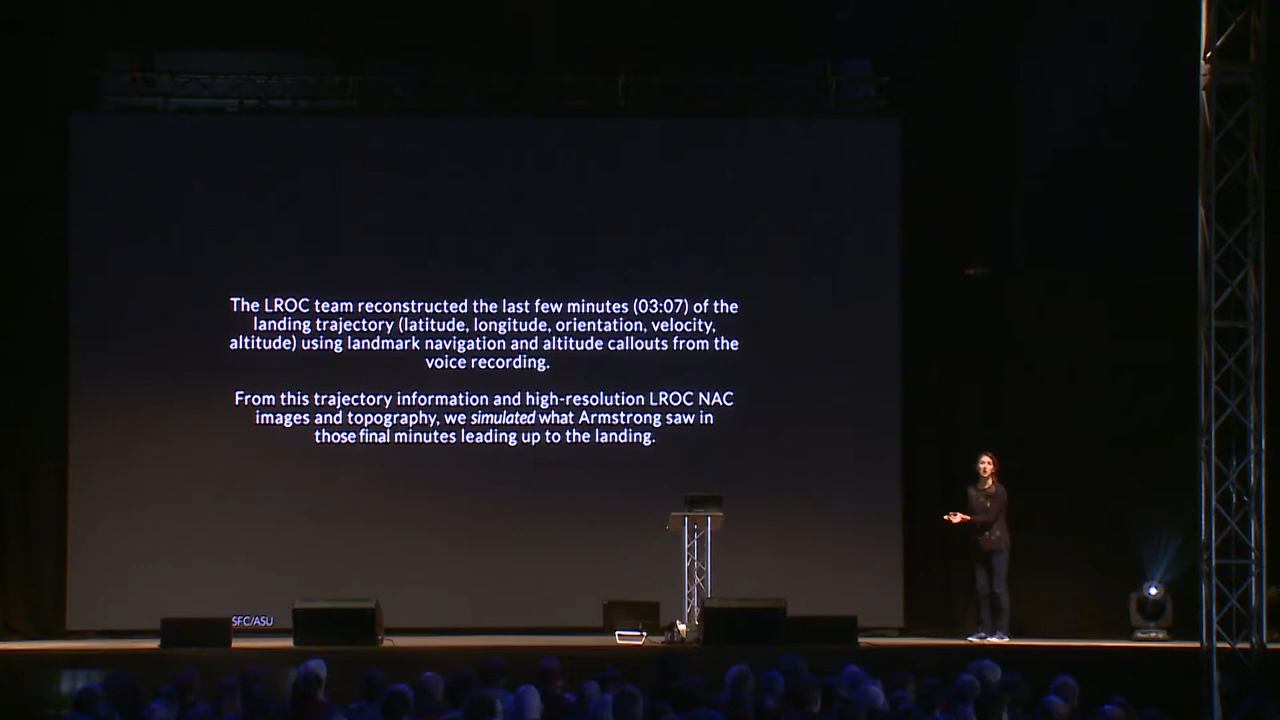 The LROC team reconstructed the last few minutes (03:07) of the
landing trajectory (latitude, longitude, orientation, velocity,
altitude) using landmark navigation and altitude callouts from the
voice recording.
From this trajectory information and high-resolution LROC NAC
images and topography, we simulated what Armstrong saw in
those final minutes leading up to the landing.
SFC/ASU